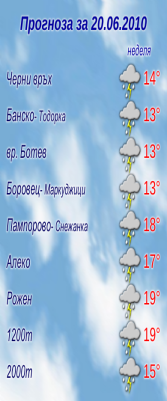 Прогноза за 20.06.2010
неделя
Черни връх 14°
Банско- Тодорка 13°
вр. Ботев 13°
Боровец- Маркуджици 13°
Пампорово- Снежанка 18°
Алеко 17°
Рожен 19°
1200m 19°
2000m 15°